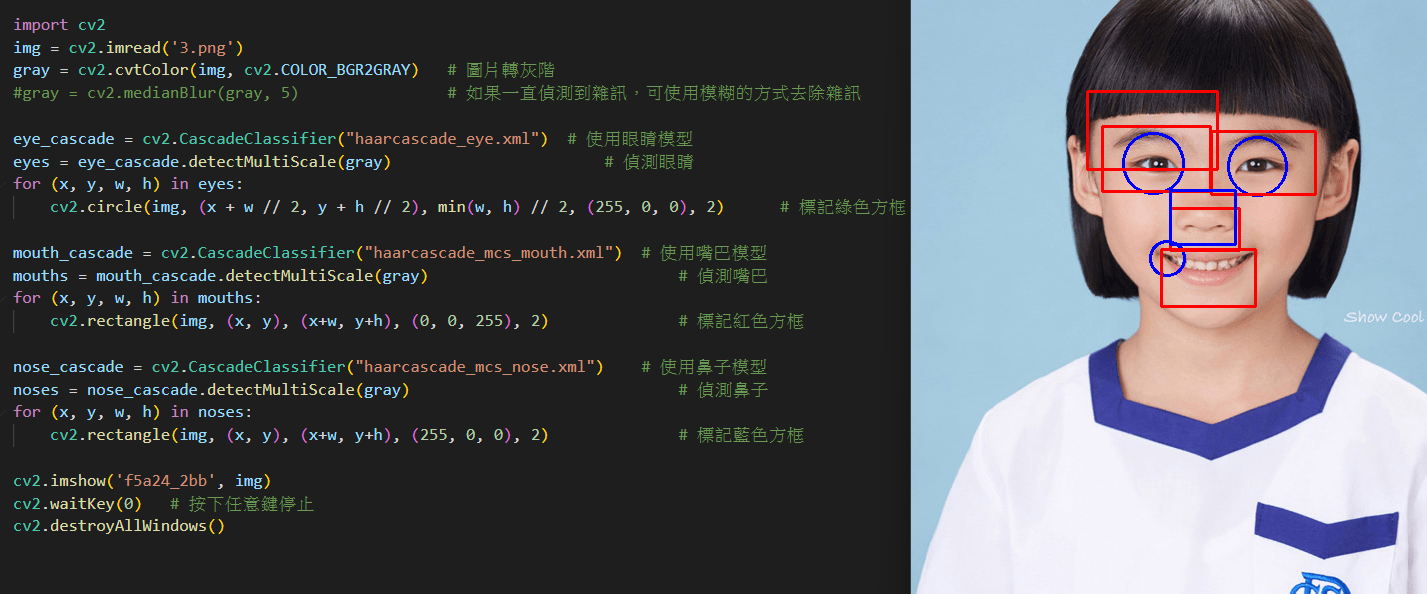 import cv2
img = cv2.imread('3.png')
gray = cv2.cvtColor(img, cv2.COLOR_BGR2GRAY)   # 圖片轉灰階
#gray = cv2.medianBlur(gray, 5)                # 如果一直偵測到雜訊，可使用模糊的方式去除雜訊
eye_cascade = cv2.CascadeClassifier("haarcascade_eye.xml")  # 使用眼睛模型
eyes = eye_cascade.detectMultiScale(gray)                       # 偵測眼睛
for (x, y, w, h) in eyes:
    cv2.circle(img, (x + w // 2, y + h // 2), min(w, h) // 2, (255, 0, 0), 2)      # 標記綠色方框
mouth_cascade = cv2.CascadeClassifier("haarcascade_mcs_mouth.xml")  # 使用嘴巴模型
mouths = mouth_cascade.detectMultiScale(gray)                           # 偵測嘴巴
for (x, y, w, h) in mouths:
    cv2.rectangle(img, (x, y), (x+w, y+h), (0, 0, 255), 2)              # 標記紅色方框
nose_cascade = cv2.CascadeClassifier("haarcascade_mcs_nose.xml")    # 使用鼻子模型
noses = nose_cascade.detectMultiScale(gray)                             # 偵測鼻子
for (x, y, w, h) in noses:
    cv2.rectangle(img, (x, y), (x+w, y+h), (255, 0, 0), 2)              # 標記藍色方框
cv2.imshow('f5a24_2bb', img)
cv2.waitKey(0)   # 按下任意鍵停止
cv2.destroyAllWindows()
Show Cool